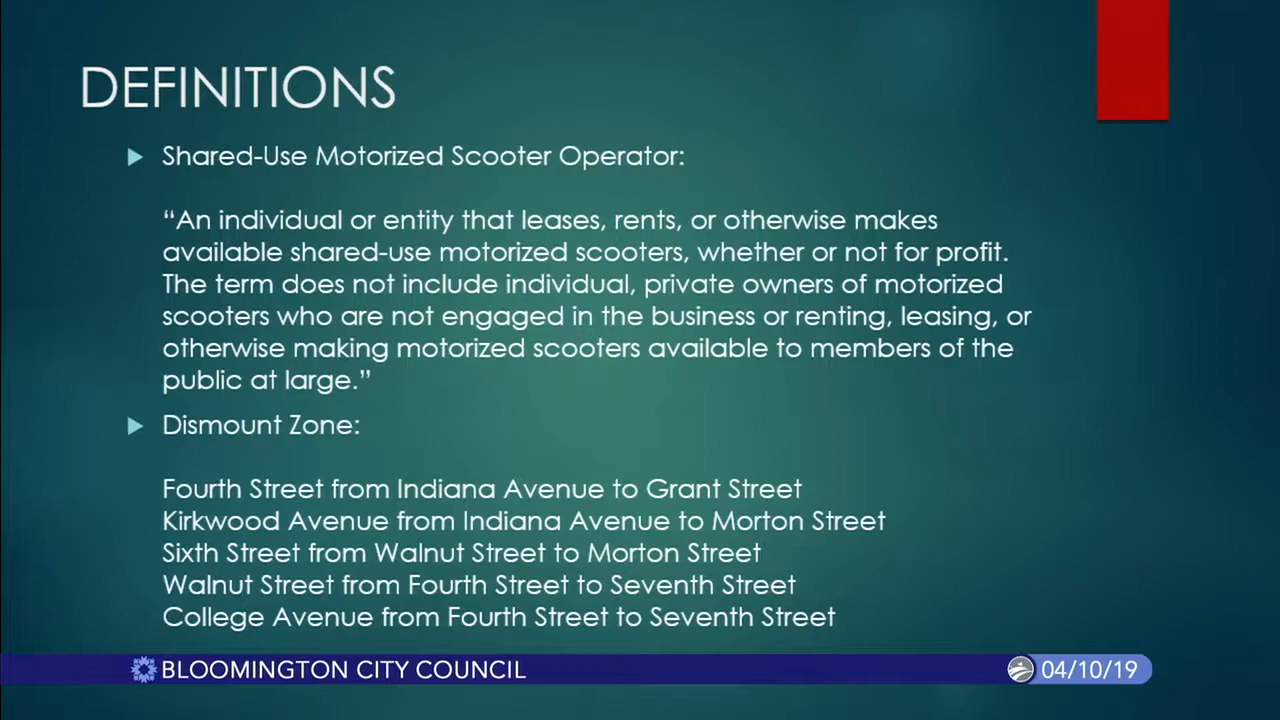 DEFINITIONS
Shared-Use Motorized Scooter Operator:
“An individual or entity that leases, rents, or otherwise makes
available shared-use motorized scooters, whether or not for profit.
The term does not include individual, private owners of motorized
scooters who are not engaged in the business or renting, leasing, or
otherwise making motorized scooters available to members of the
public at large.”
Dismount Zone:
Fourth Street from Indiana Avenue to Grant Street
Kirkwood Avenue from Indiana Avenue to Morton Street
Sixth Street from Walnut Street to Morton Street
Walnut Street from Fourth Street to Seventh Street
College Avenue from Fourth Street to Seventh Street
BLOOMINGTON CITY COUNCIL
04/10/19